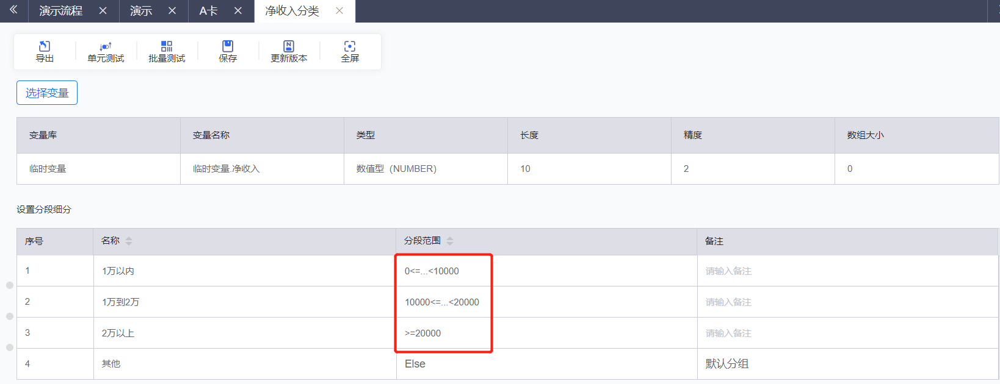 演示流程 演示 A卡 净收入分类
导出 单元测试 批量测试 保存 更新版本 全屏
选择变量
变量库 变量名称 类型 长度 精度 数组大小
临时变量 临时变量.净收入 数值型（NUMBER） 10 2 0
设置分段细分
序号 名称 分段范围 备注
1 1万以内 0<=...<10000 请输入备注
2 1万到2万 10000<=...<20000 请输入备注
3 2万以上 >=20000 请输入备注
4 其他 Else 默认分组